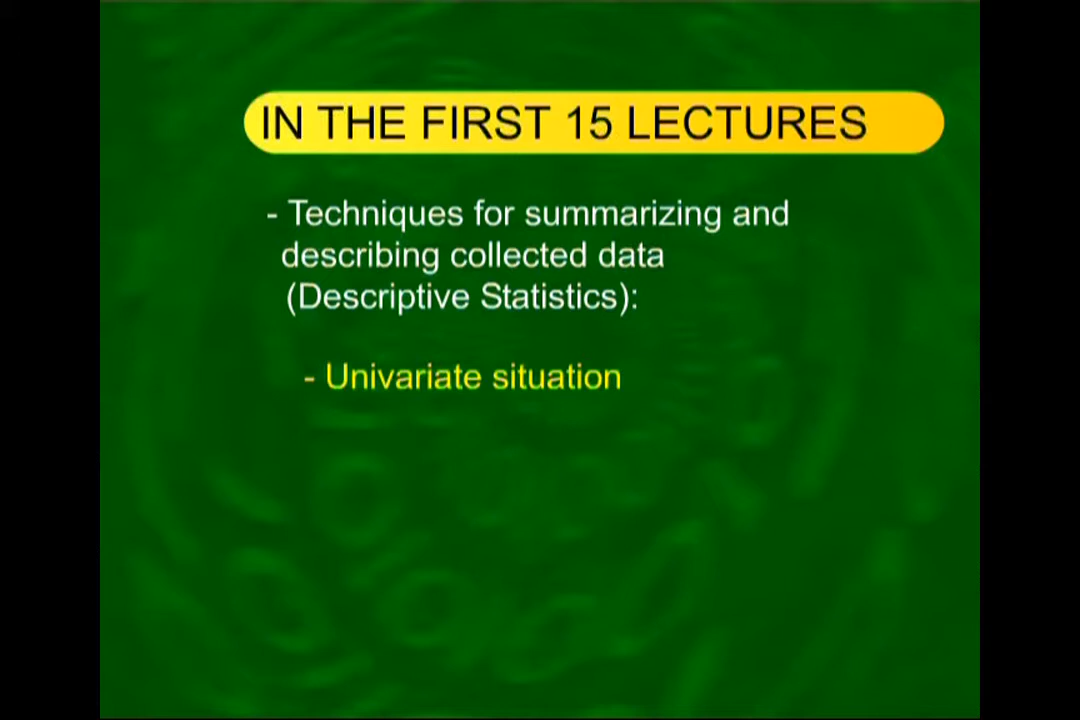 IN THE FIRST 15 LECTURES
- Techniques for summarizing and
describing collected data
(Descriptive Statistics):
- Univariate situation